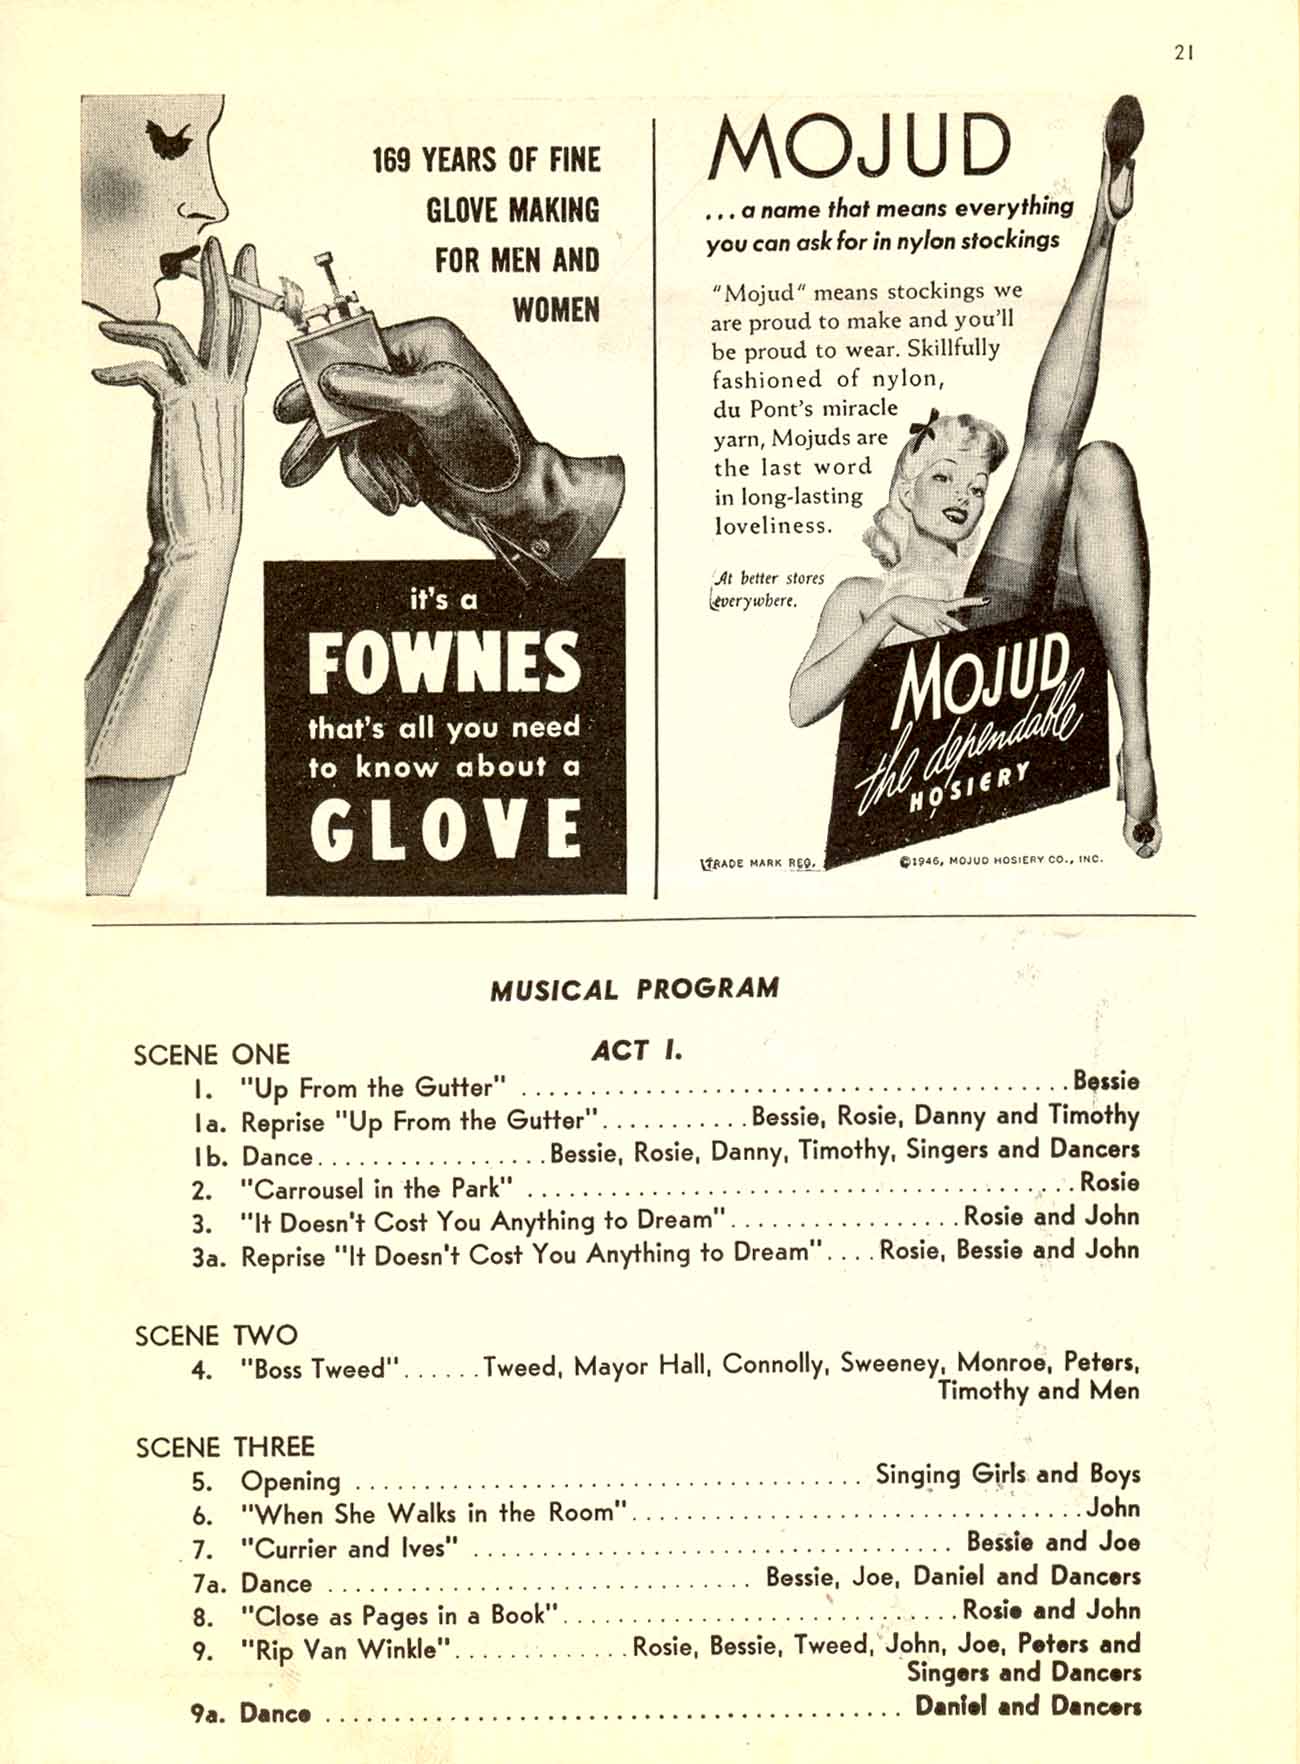 21
169 YEARS OF FINE
GLOVE MAKING
FOR MEN AND
WOMEN
it's a
FOWNES
that's all you need
to know about a
GLOVE
MOJUD
...a name that means everything
you can ask for in nylon stockings
"Mojud" means stockings we
are proud to make and you'll
be proud to wear. Skillfully
fashioned of nylon,
du Pont's miracle
yarn, Mojuds are
the last word
in long-lasting
loveliness.
At better stores
everywhere.
MOJUD
the dependable
HOSIERY
TRADE MARK REG.
©1946, MOJUD HOSIERY CO., INC.
MUSICAL PROGRAM
ACT I.
SCENE ONE
1. "Up From the Gutter" ........................................ Bessie
1a. Reprise "Up From the Gutter"........... Bessie, Rosie, Danny and Timothy
1b. Dance................. Bessie, Rosie, Danny, Timothy, Singers and Dancers
2. "Carrousel in the Park" ........................................ Rosie
3. "It Doesn't Cost You Anything to Dream"................. Rosie and John
3a. Reprise "It Doesn't Cost You Anything to Dream".... Rosie, Bessie and John
SCENE TWO
4. "Boss Tweed"...... Tweed, Mayor Hall, Connolly, Sweeney, Monroe, Peters,
Timothy and Men
SCENE THREE
5. Opening ..................................... Singing Girls and Boys
6. "When She Walks in the Room"................................. John
7. "Currier and Ives" ................................... Bessie and Joe
7a. Dance ............................... Bessie, Joe, Daniel and Dancers
8. "Close as Pages in a Book"............................. Rosie and John
9. "Rip Van Winkle"............. Rosie, Bessie, Tweed, John, Joe, Peters and
Singers and Dancers
9a. Dance .......................................... Daniel and Dancers